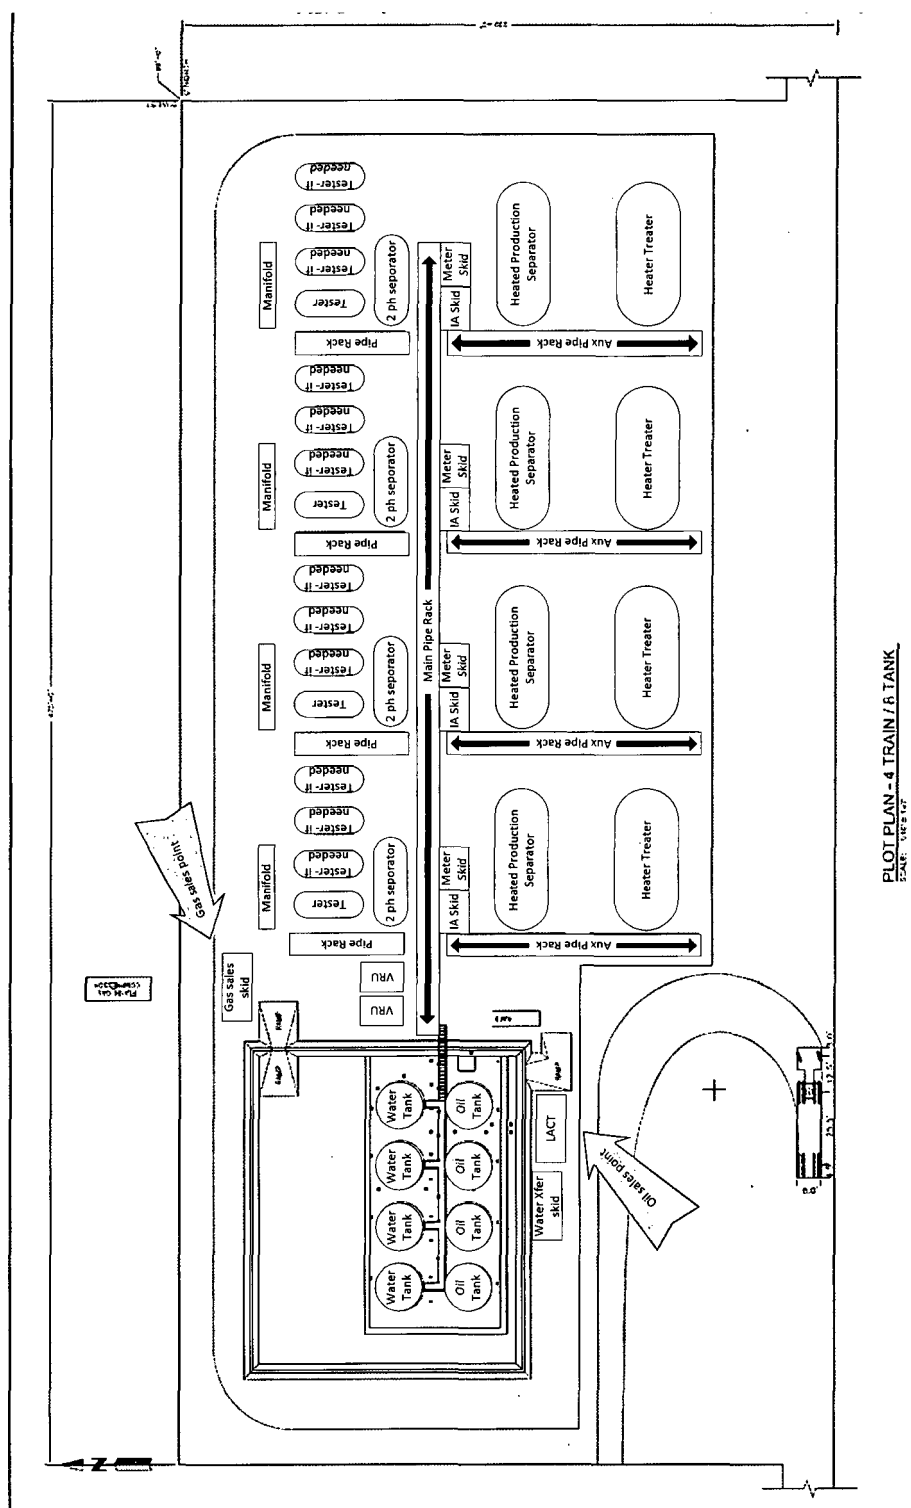 Tester- if
needed
Tester- if
needed
Tester- if
needed
Tester
Manifold
2 ph seporator
Pipe Rack
Meter
Skid
IA Skid
Heated Production
Separator
Heater Treater
Aux Pipe Rack
Tester- if
needed
Tester- if
needed
Tester- if
needed
Tester
Manifold
2 ph seporator
Pipe Rack
Meter
Skid
IA Skid
Heated Production
Separator
Heater Treater
Aux Pipe Rack
Main Pipe Rack
Tester- if
needed
Tester- if
needed
Tester- if
needed
Tester
Manifold
2 ph seporator
Pipe Rack
Meter
Skid
IA Skid
Heated Production
Separator
Heater Treater
Aux Pipe Rack
Tester- if
needed
Tester- if
needed
Tester- if
needed
Tester
Manifold
2 ph seporator
Pipe Rack
Meter
Skid
IA Skid
Heated Production
Separator
Heater Treater
Aux Pipe Rack
Gas sales point
Gas sales
skid
VRU
VRU
RAMP
RAMP
RAMP
Water
Tank
Water
Tank
Water
Tank
Water
Tank
Oil
Tank
Oil
Tank
Oil
Tank
Oil
Tank
LACT
Water Xfer
skid
Oil sales point
N
PLOT PLAN - 4 TRAIN / 8 TANK
SCALE: